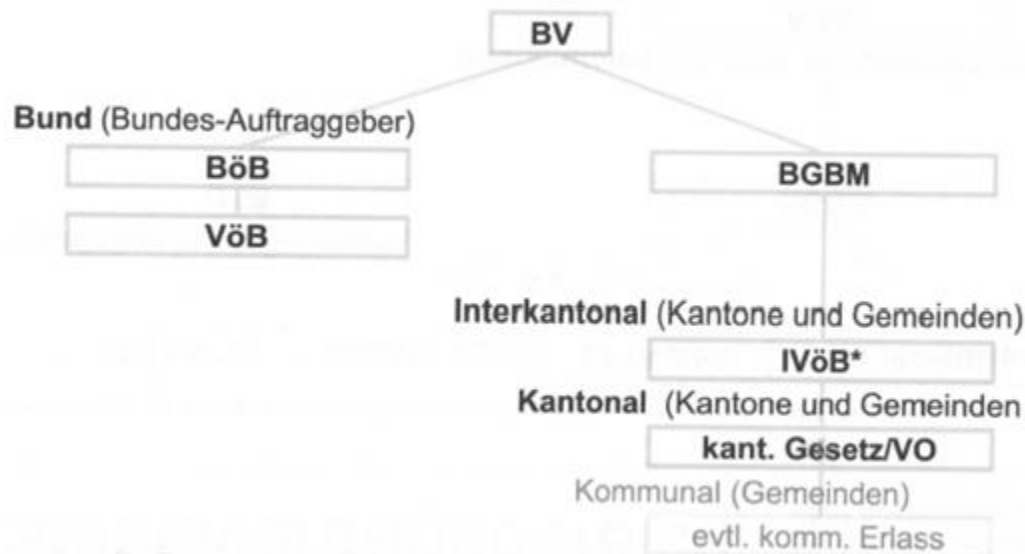 BV
Bund (Bundes-Auftraggeber)
BöB
BGBM
VöB
Interkantonal (Kantone und Gemeinden)
IVöB*
Kantonal (Kantone und Gemeinden
kant. Gesetz/VO
Kommunal (Gemeinden)
evtl. komm. Erlass